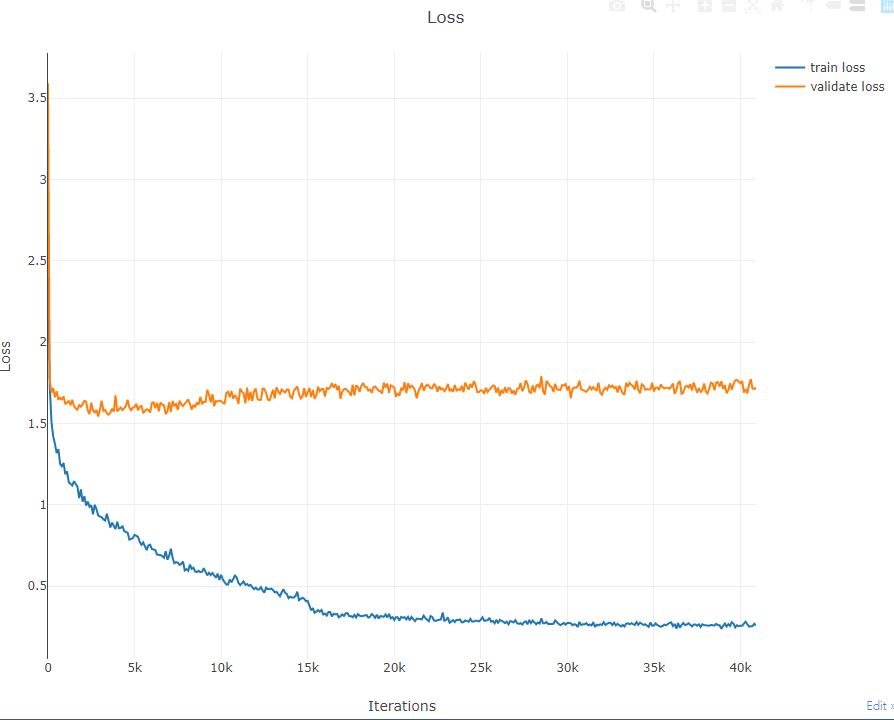 Loss
train loss
validate loss
3.5
3
2.5
2
1.5
1
0.5
Loss
0 5k 10k 15k 20k 25k 30k 35k 40k
Iterations
Edit »